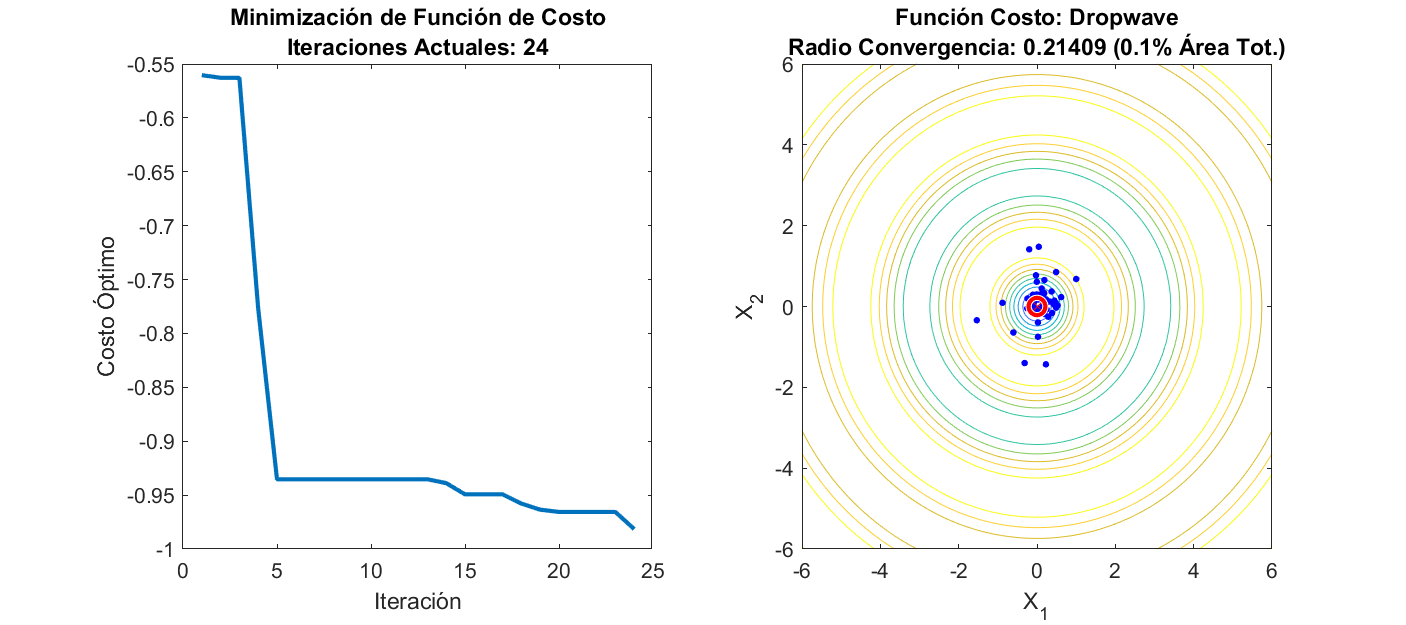 Minimización de Función de Costo
Iteraciones Actuales: 24
-0.55
-0.6
-0.65
-0.7
-0.75
-0.8
-0.85
-0.9
-0.95
-1
Costo Óptimo
0 5 10 15 20 25
Iteración
Función Costo: Dropwave
Radio Convergencia: 0.21409 (0.1% Área Tot.)
6
4
2
0
-2
-4
-6
X2
-6 -4 -2 0 2 4 6
X1